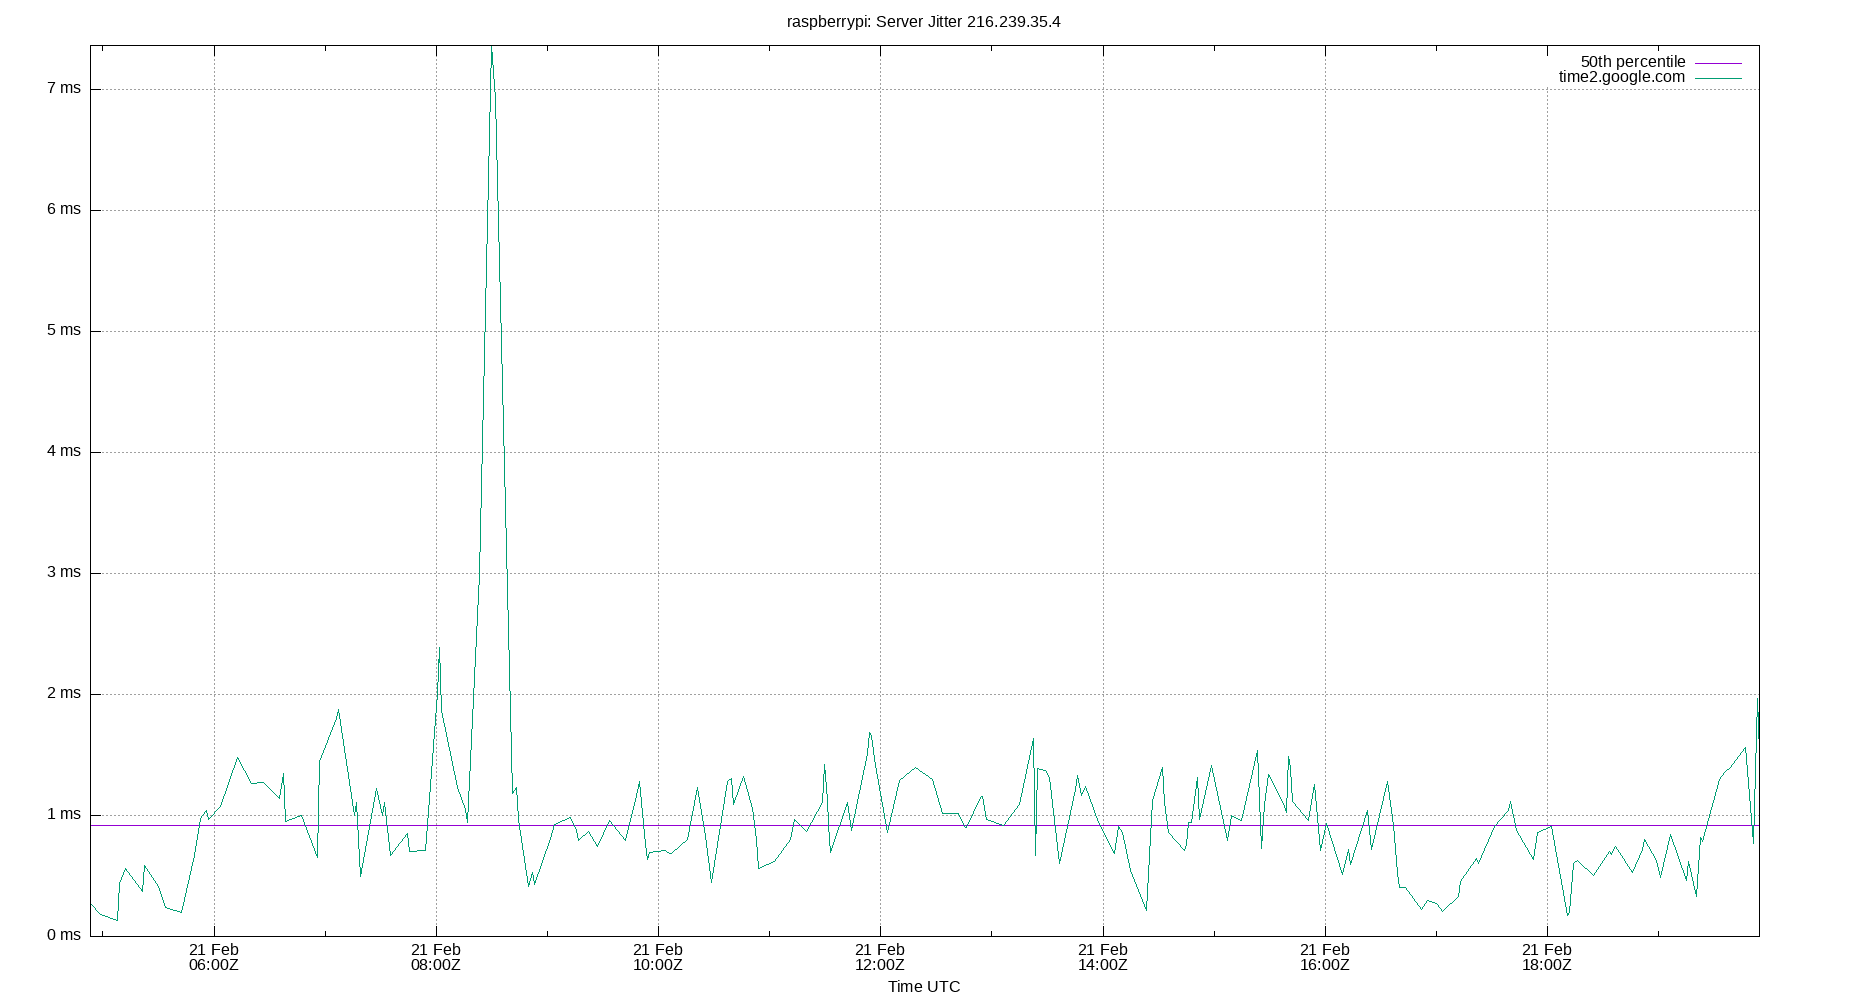 raspberrypi: Server Jitter 216.239.35.4
50th percentile
time2.google.com
7 ms
6 ms
5 ms
4 ms
3 ms
2 ms
1 ms
0 ms
21 Feb
06:00Z
21 Feb
08:00Z
21 Feb
10:00Z
21 Feb
12:00Z
21 Feb
14:00Z
21 Feb
16:00Z
21 Feb
18:00Z
Time UTC